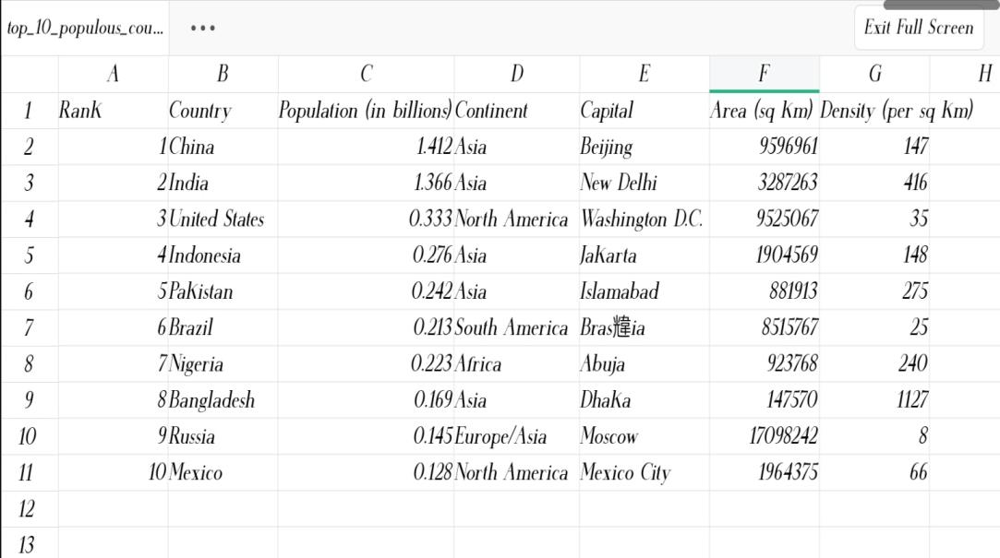 top_10_populous_cou... ••• Exit Full Screen
A B C D E F G H
1 Rank Country Population (in billions) Continent Capital Area (sq Km) Density (per sq Km)
2 1 China 1.412 Asia Beijing 9596961 147
3 2 India 1.366 Asia New Delhi 3287263 416
4 3 United States 0.333 North America Washington D.C. 9525067 35
5 4 Indonesia 0.276 Asia Jakarta 1904569 148
6 5 Pakistan 0.242 Asia Islamabad 881913 275
7 6 Brazil 0.213 South America Bras韡ia 8515767 25
8 7 Nigeria 0.223 Africa Abuja 923768 240
9 8 Bangladesh 0.169 Asia Dhaka 147570 1127
10 9 Russia 0.145 Europe/Asia Moscow 17098242 8
11 10 Mexico 0.128 North America Mexico City 1964375 66
12
13